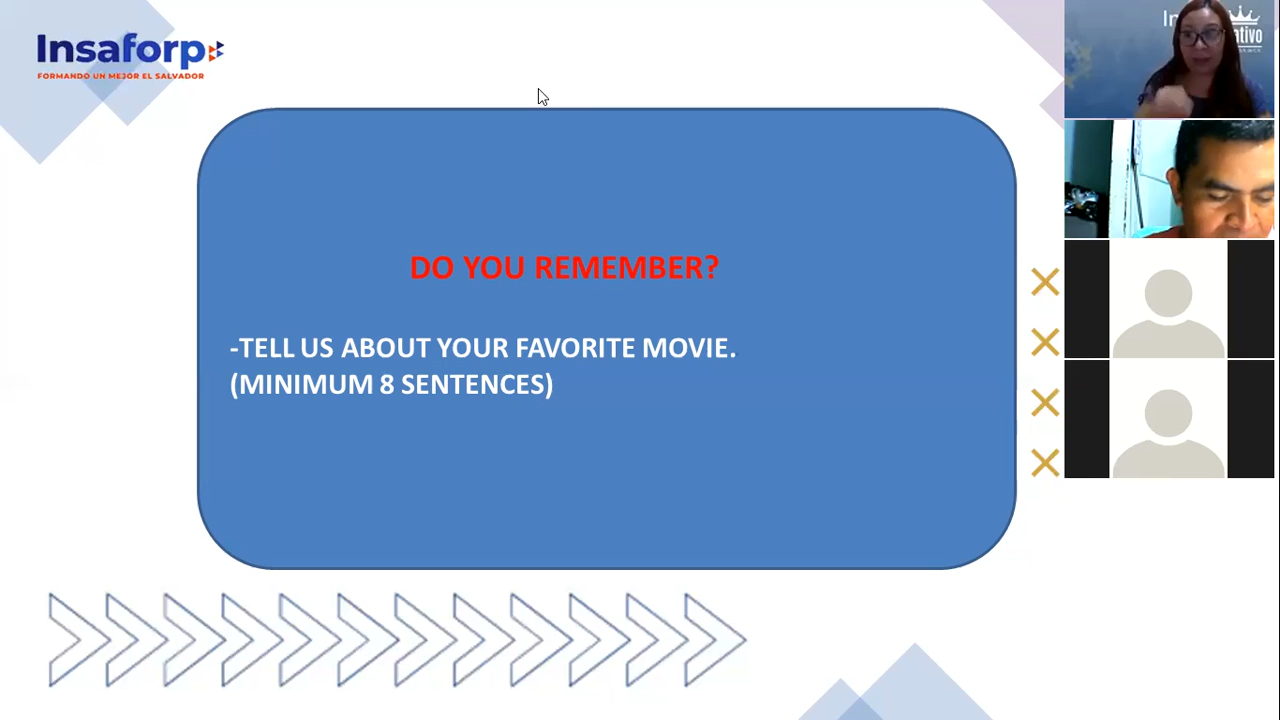 Insaforp
FORMANDO UN MEJOR EL SALVADOR
DO YOU REMEMBER?
-TELL US ABOUT YOUR FAVORITE MOVIE.
(MINIMUM 8 SENTENCES)